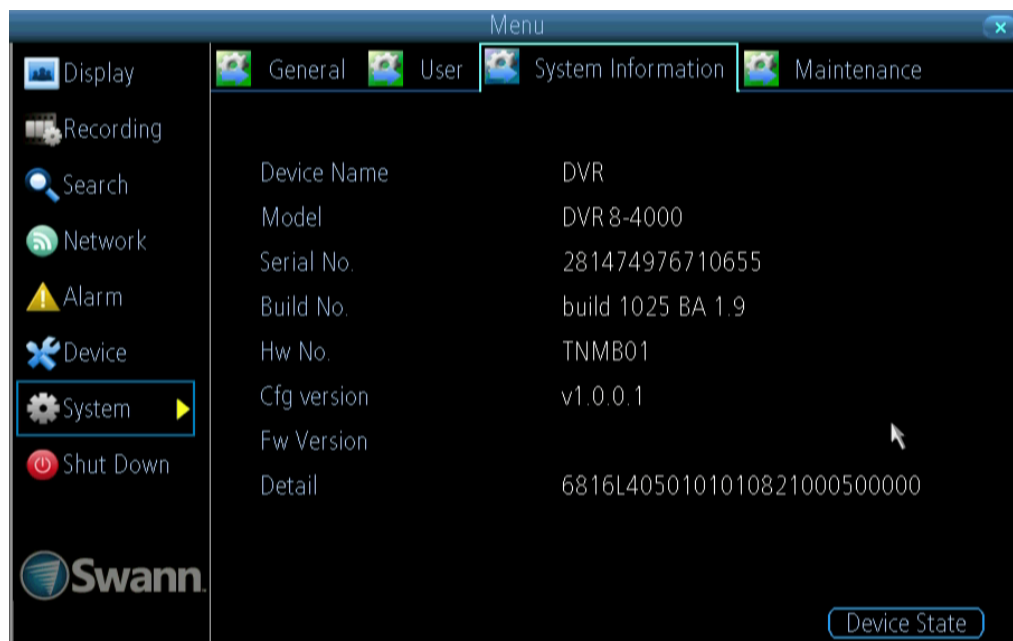 Menu
Display
Recording
Search
Network
Alarm
Device
System
Shut Down
Swann
General User System Information Maintenance
Device Name DVR
Model DVR 8-4000
Serial No. 281474976710655
Build No. build 1025 BA 1.9
Hw No. TNMB01
Cfg version v1.0.0.1
Fw Version
Detail 6816L4050101010821000500000
Device State